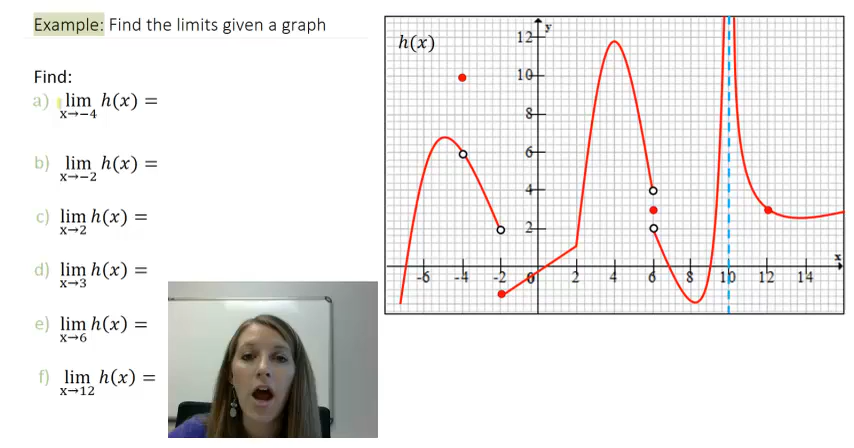 Example: Find the limits given a graph
Find:
a) lim h(x) =
x→−4
b) lim h(x) =
x→−2
c) lim h(x) =
x→2
d) lim h(x) =
x→3
e) lim h(x) =
x→6
f) lim h(x) =
x→12
h(x)
y
12
10
8
6
4
2
-6 -4 -2 0 2 4 6 8 10 12 14
x